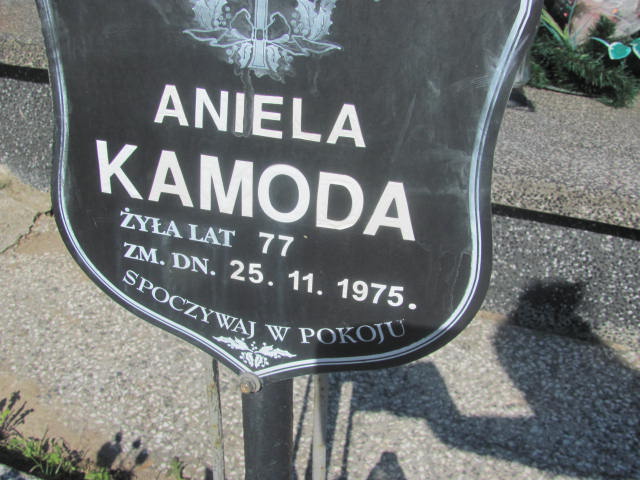 ANIELA
KAMODA
ŻYŁA LAT 77
ZM. DN. 25. 11. 1975.
SPOCZYWAJ W POKOJU